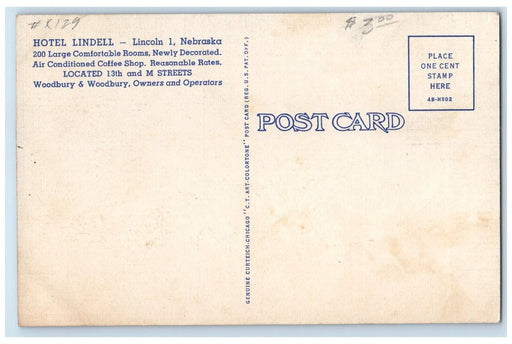 #X129
$3.00
HOTEL LINDELL — Lincoln 1, Nebraska
200 Large Comfortable Rooms, Newly Decorated.
Air Conditioned Coffee Shop. Reasonable Rates.
LOCATED 13th and M STREETS
Woodbury & Woodbury, Owners and Operators
GENUINE CURTEICH-CHICAGO "C.T. ART-COLORTONE" POST CARD (REG. U.S. PAT. OFF.)
POST CARD
PLACE
ONE CENT
STAMP
HERE
4B-H502